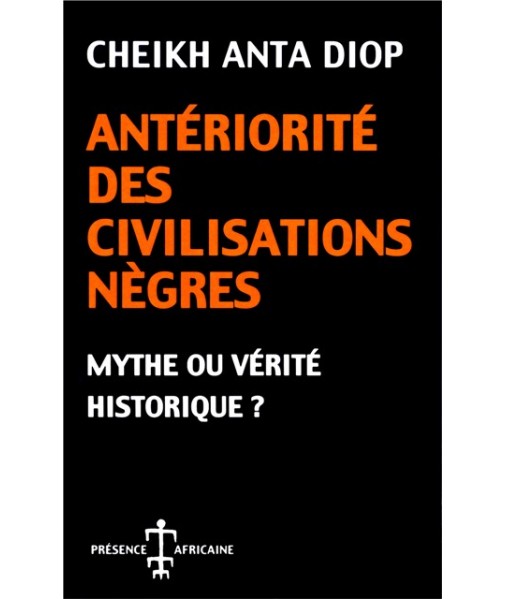 CHEIKH ANTA DIOP
ANTÉRIORITÉ
DES
CIVILISATIONS
NÈGRES
MYTHE OU VÉRITÉ
HISTORIQUE ?
PRÉSENCE AFRICAINE